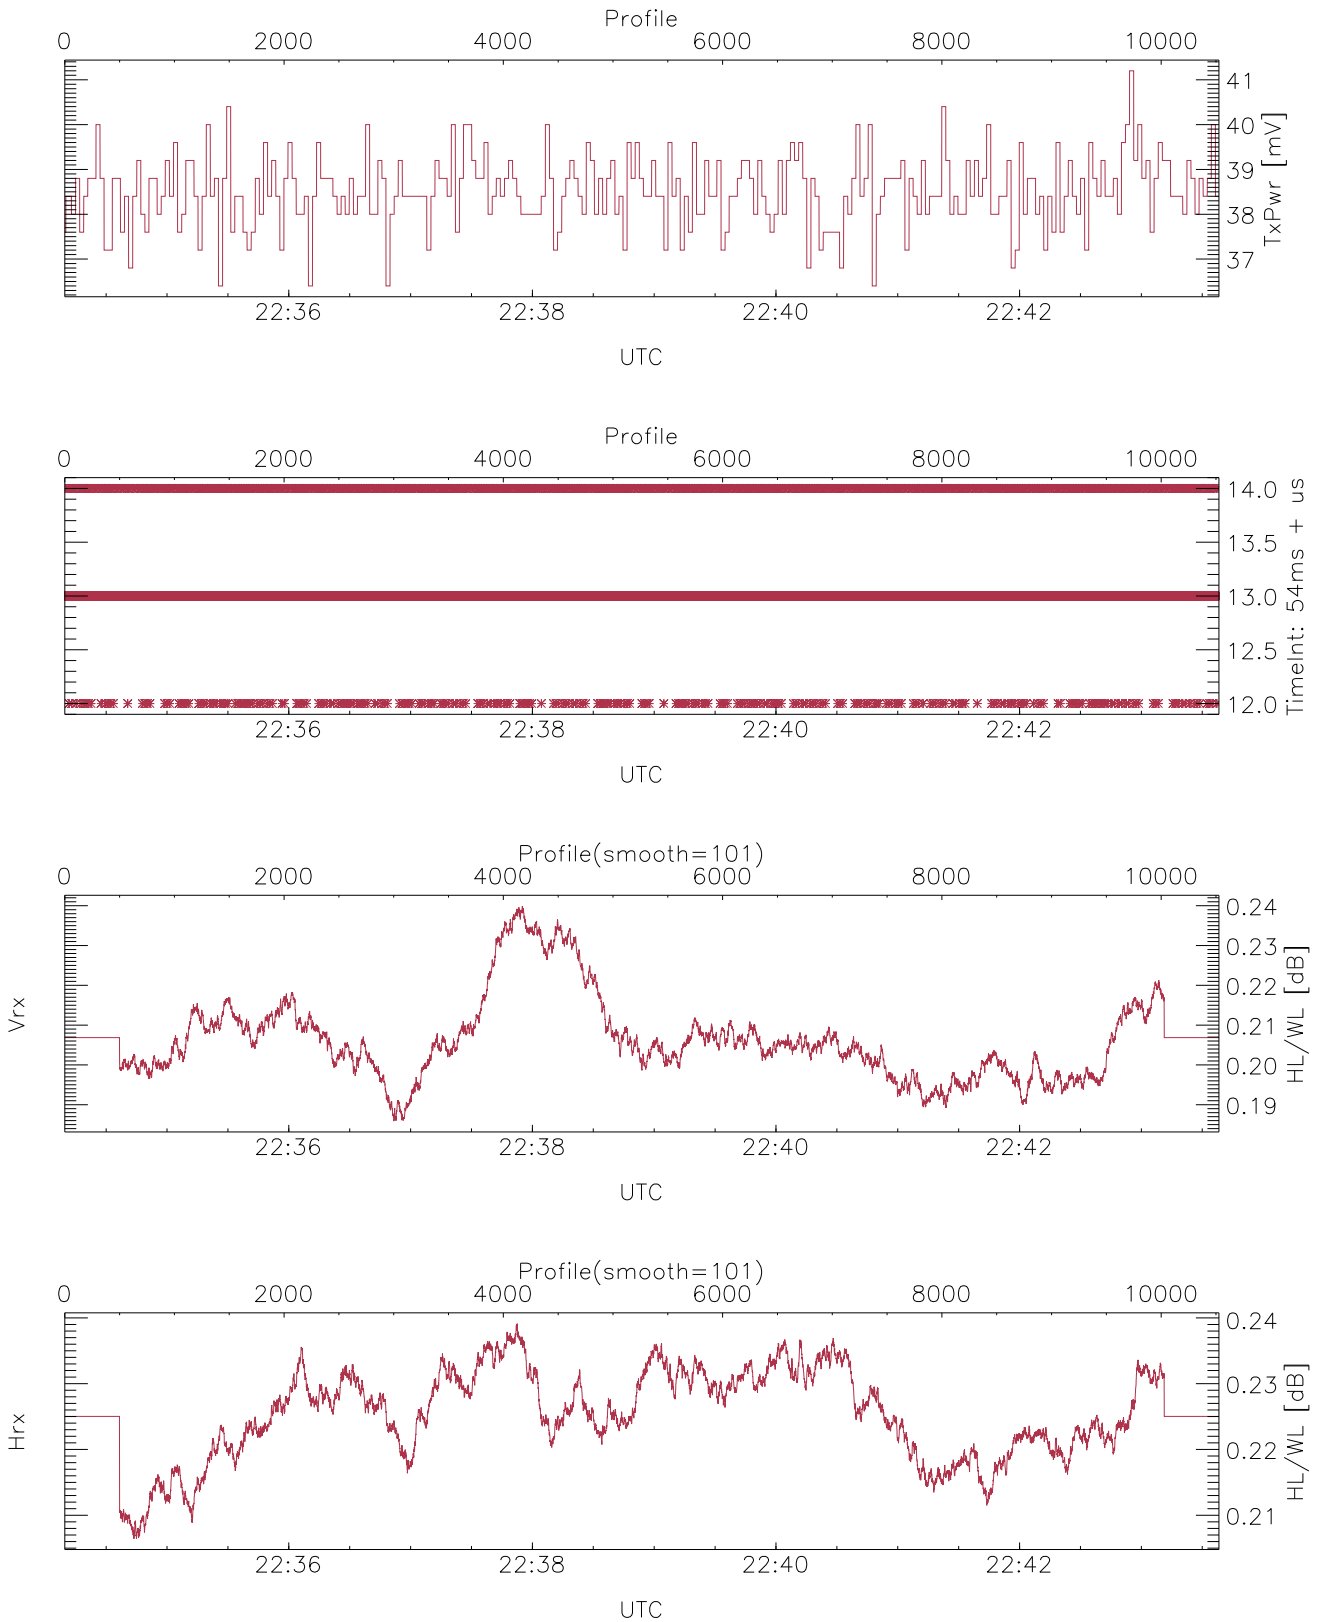 Profile
0 2000 4000 6000 8000 10000
41
40
39
38
37
TxPwr [mV]
22:36 22:38 22:40 22:42
UTC
Profile
0 2000 4000 6000 8000 10000
14.0
13.5
13.0
12.5
12.0
TimeInt: 54ms + us
22:36 22:38 22:40 22:42
UTC
Profile(smooth=101)
0 2000 4000 6000 8000 10000
Vrx
0.24
0.23
0.22
0.21
0.20
0.19
HL/WL [dB]
22:36 22:38 22:40 22:42
UTC
Profile(smooth=101)
0 2000 4000 6000 8000 10000
Hrx
0.24
0.23
0.22
0.21
HL/WL [dB]
22:36 22:38 22:40 22:42
UTC